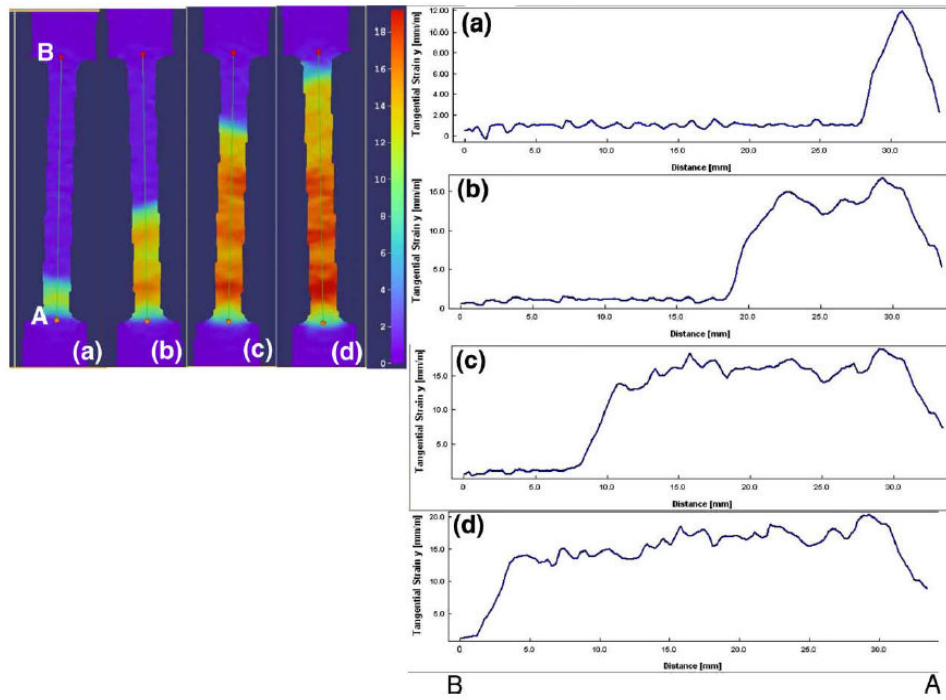 B
A
(a)
(b)
(c)
(d)
18
16
14
12
10
8
6
4
2
0
(a)
Tangential Strain y [mm/m]
12.00
10.00
8.00
6.00
4.00
2.00
0.00
0 5.0 10.0 15.0 20.0 25.0 30.0
Distance [mm]
(b)
Tangential Strain y [mm/m]
15.0
10.0
5.0
0
0 5.0 10.0 15.0 20.0 25.0 30.0
Distance [mm]
(c)
Tangential Strain y [mm/m]
15.0
10.0
5.0
0 5.0 10.0 15.0 20.0 25.0 30.0
Distance [mm]
(d)
Tangential Strain y [mm/m]
20.0
15.0
10.0
5.0
0 5.0 10.0 15.0 20.0 25.0 30.0
Distance [mm]
B A